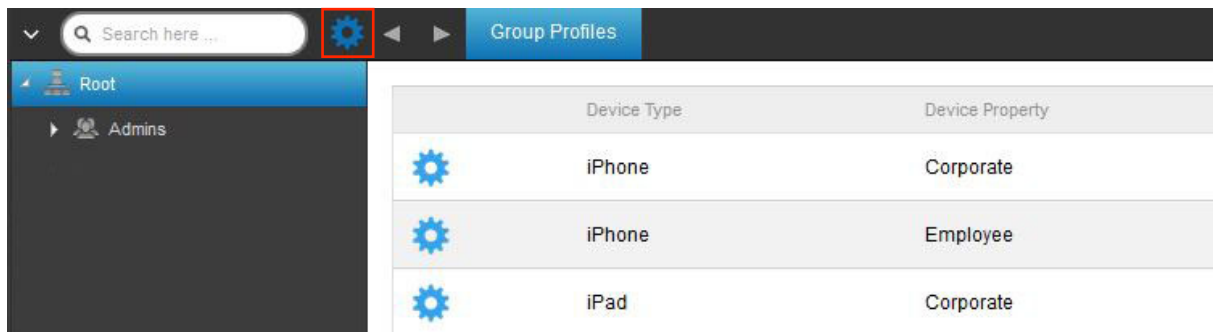 Search here ...
Group Profiles
Root
Admins
Device Type Device Property
iPhone Corporate
iPhone Employee
iPad Corporate